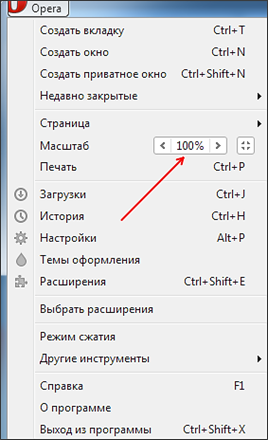 Opera
Создать вкладку Ctrl+T
Создать окно Ctrl+N
Создать приватное окно Ctrl+Shift+N
Недавно закрытые
Страница
Масштаб 100%
Печать Ctrl+P
Загрузки Ctrl+J
История Ctrl+H
Настройки Alt+P
Темы оформления
Расширения Ctrl+Shift+E
Выбрать расширения
Режим сжатия
Другие инструменты
Справка F1
О программе
Выход из программы Ctrl+Shift+X